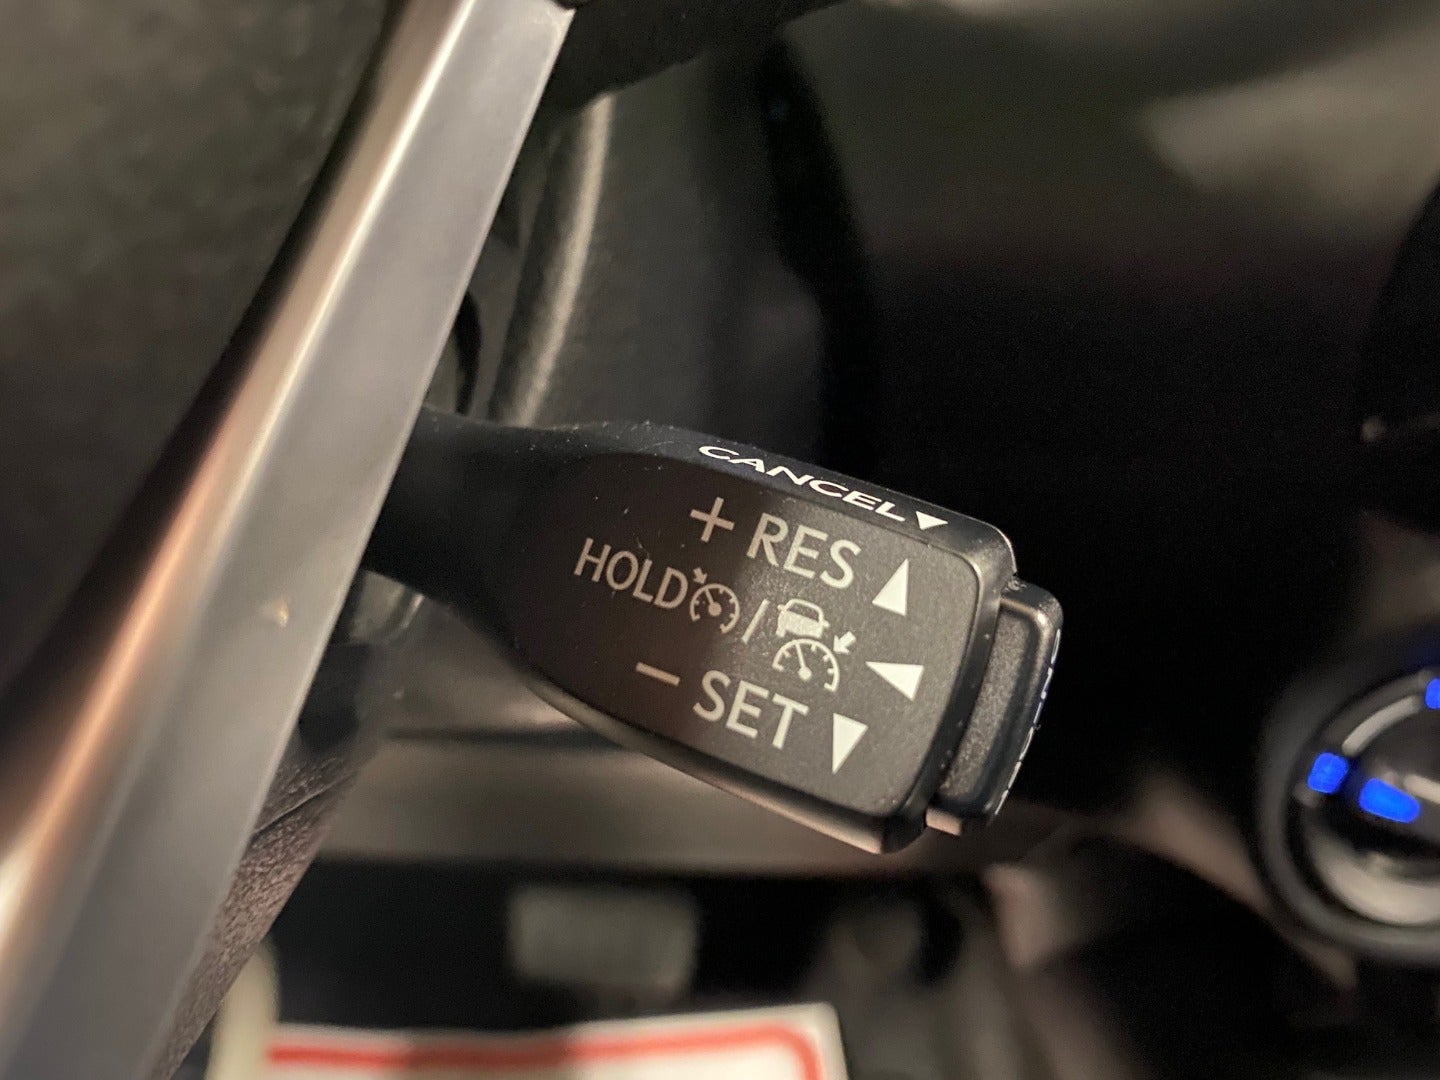 CANCEL▼
+ RES ▲
HOLD /
− SET ▼